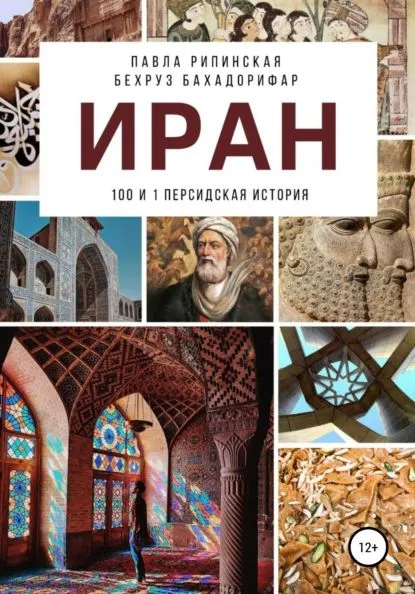 ПАВЛА РИПИНСКАЯ
БЕХРУЗ БАХАДОРИФАР
ИРАН
100 И 1 ПЕРСИДСКАЯ ИСТОРИЯ
12+